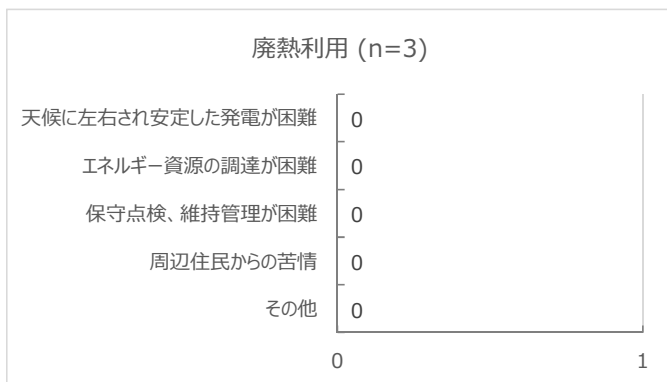 廃熱利用 (n=3)
天候に左右され安定した発電が困難 0
エネルギー資源の調達が困難 0
保守点検、維持管理が困難 0
周辺住民からの苦情 0
その他 0
0 1